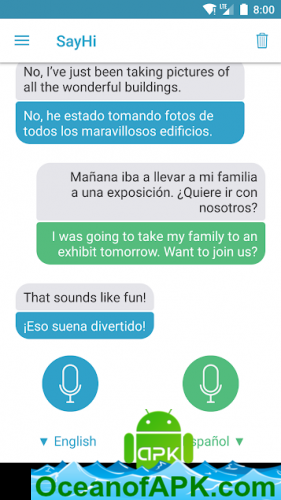 LTE 8:00
SayHi
No, I've just been taking pictures of
all the wonderful buildings.
No, he estado tomando fotos de
todos los maravillosos edificios.
Mañana iba a llevar a mi familia
a una exposición. ¿Quiere ir con
nosotros?
I was going to take my family to an
exhibit tomorrow. Want to join us?
That sounds like fun!
¡Eso suena divertido!
▼ English
spañol ▼
APK
OceanofAPK.com